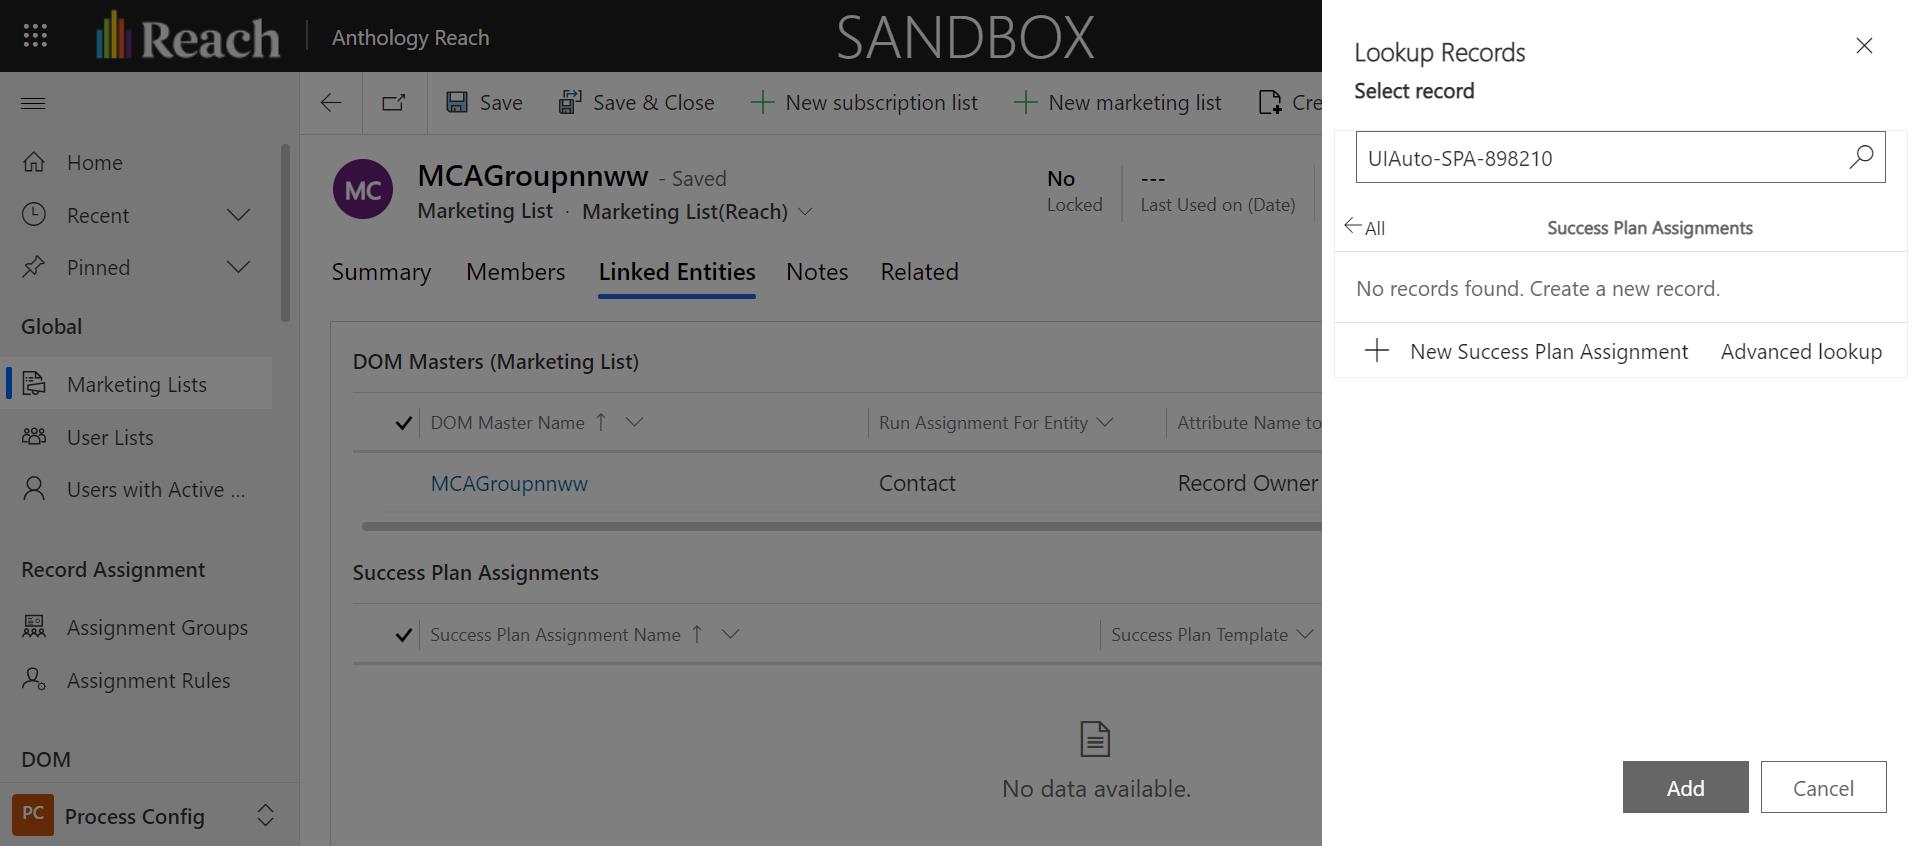 Reach
Anthology Reach
SANDBOX
Home
Recent
Pinned
Global
Marketing Lists
User Lists
Users with Active ...
Record Assignment
Assignment Groups
Assignment Rules
DOM
PC
Process Config
Save
Save & Close
New subscription list
New marketing list
Cre
MC
MCAGroupnnww - Saved
Marketing List · Marketing List(Reach)
No
Locked
---
Last Used on (Date)
Summary
Members
Linked Entities
Notes
Related
DOM Masters (Marketing List)
DOM Master Name
Run Assignment For Entity
Attribute Name to
MCAGroupnnww
Contact
Record Owner
Success Plan Assignments
Success Plan Assignment Name
Success Plan Template
No data available.
Lookup Records
Select record
UIAuto-SPA-898210
All
Success Plan Assignments
No records found. Create a new record.
New Success Plan Assignment
Advanced lookup
Add
Cancel